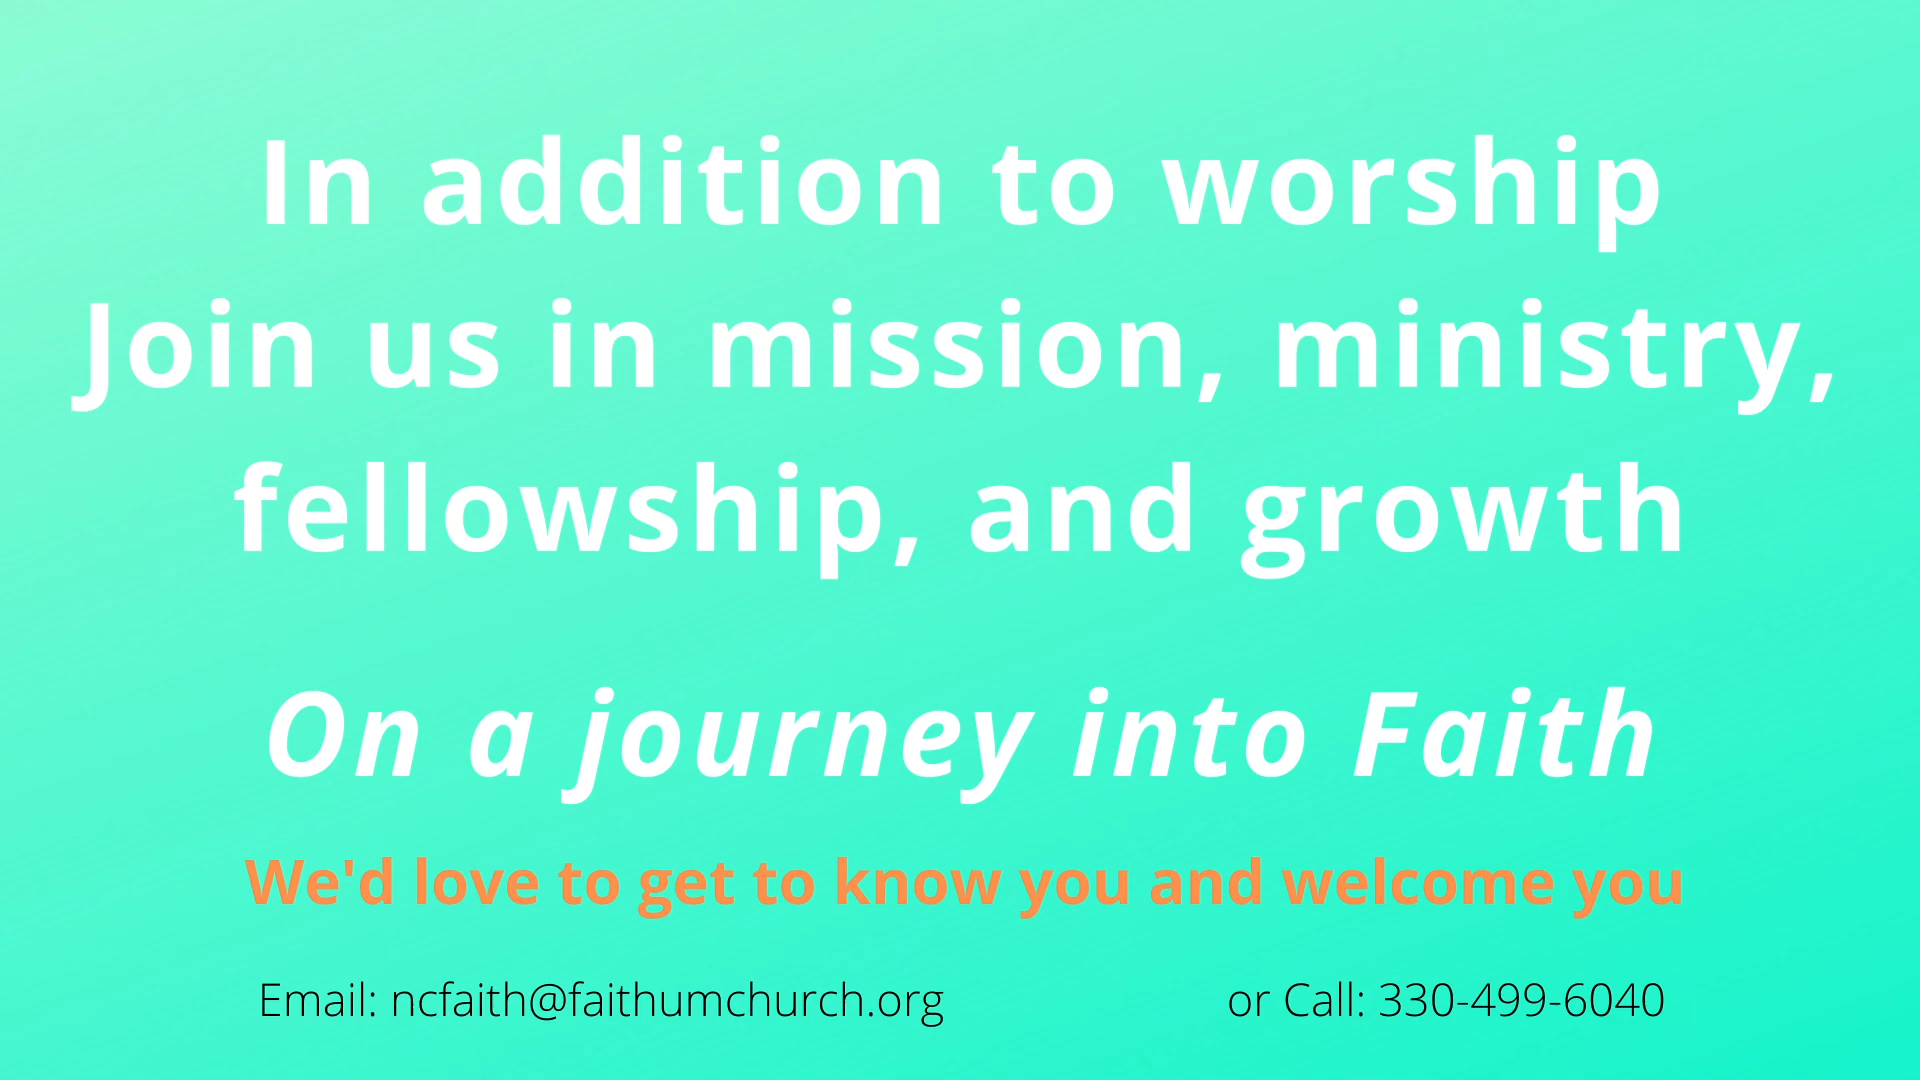 In addition to worship
Join us in mission, ministry,
fellowship, and growth
On a journey into Faith
We'd love to get to know you and welcome you
Email: ncfaith@faithumchurch.org or Call: 330-499-6040